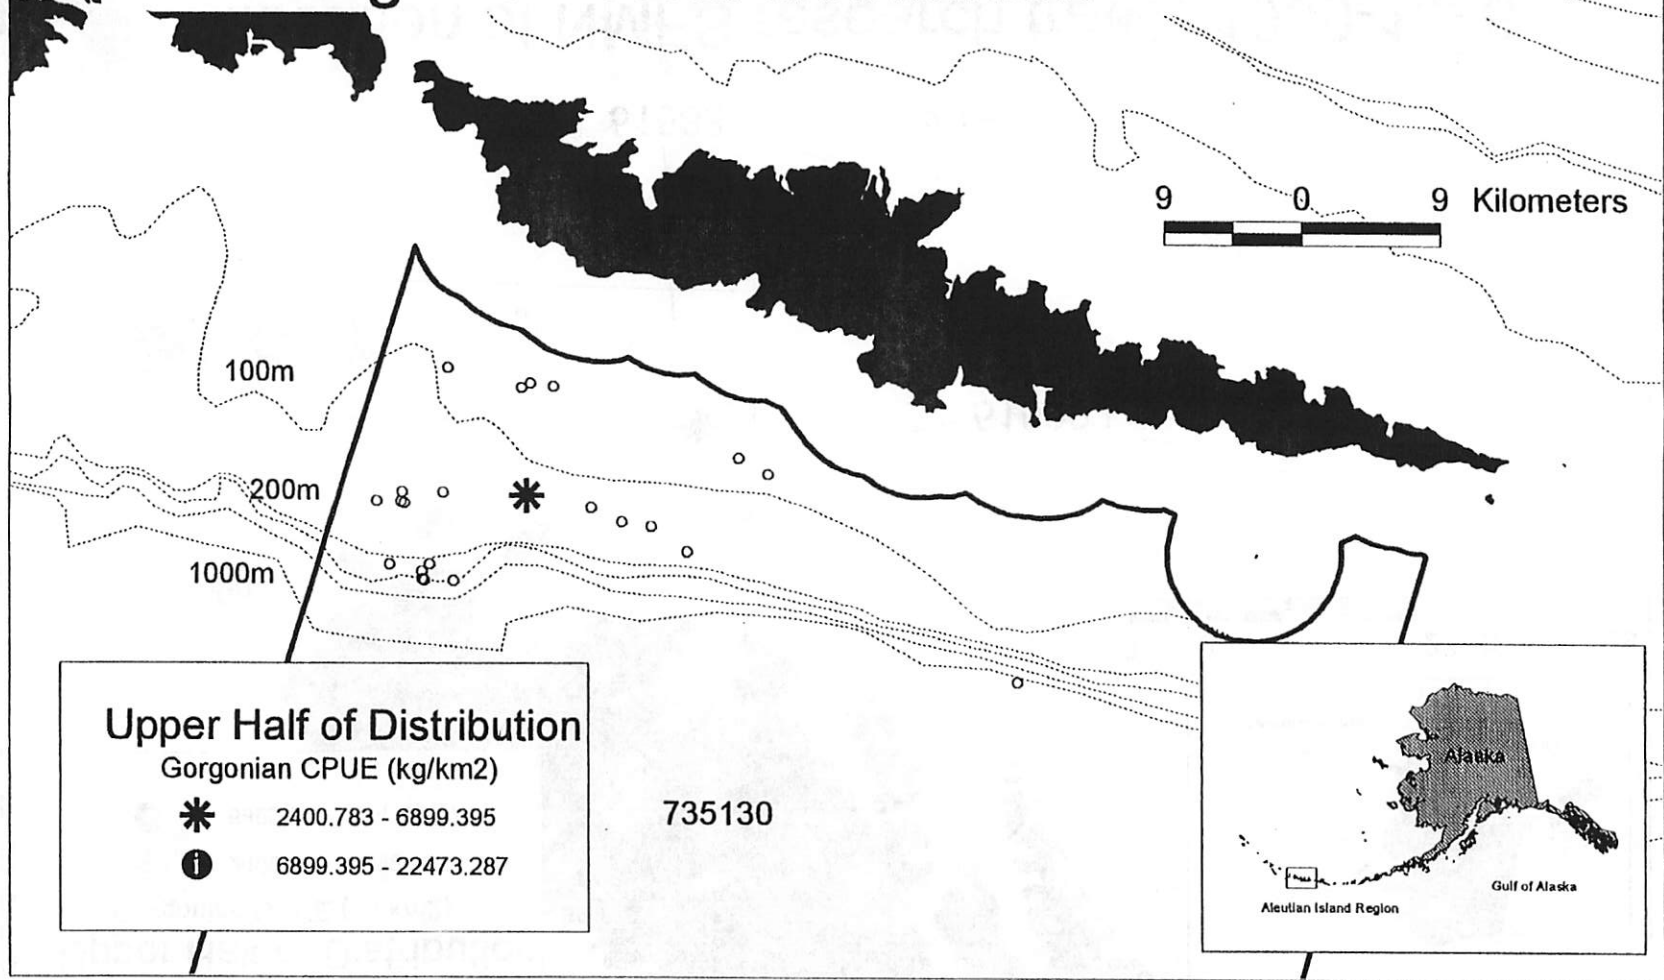 9 0 9 Kilometers
100m
200m
1000m
Upper Half of Distribution
Gorgonian CPUE (kg/km2)
2400.783 - 6899.395
i 6899.395 - 22473.287
735130
Alaska
Gulf of Alaska
Aleutian Island Region